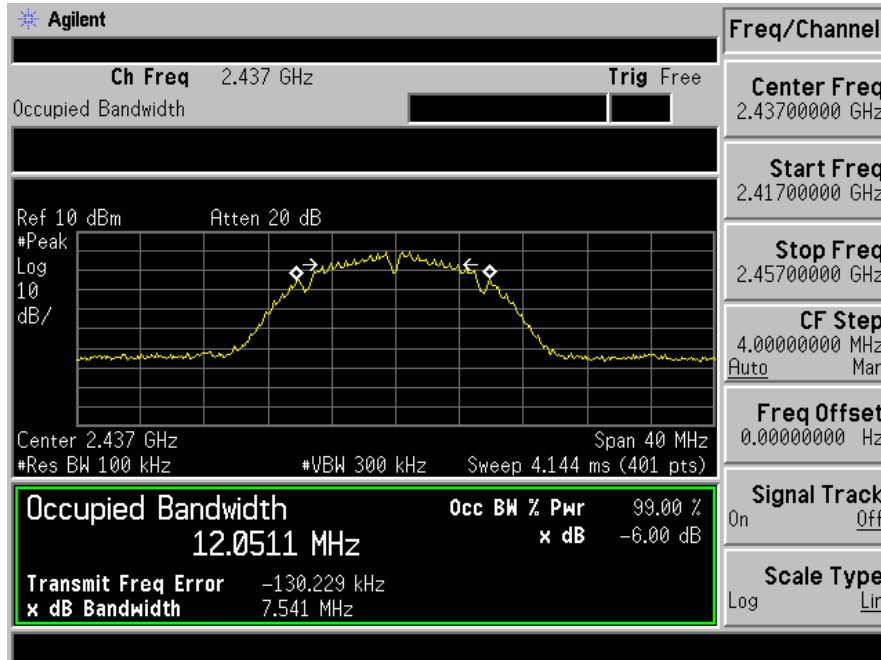 Agilent
Freq/Channel
Ch Freq 2.437 GHz Trig Free
Occupied Bandwidth
Center Freq
2.43700000 GHz
Start Freq
2.41700000 GHz
Stop Freq
2.45700000 GHz
CF Step
4.00000000 MHz
Auto Man
Freq Offset
0.00000000 Hz
Signal Track
On Off
Scale Type
Log Lin
Ref 10 dBm Atten 20 dB
#Peak
Log
10
dB/
Center 2.437 GHz Span 40 MHz
#Res BW 100 kHz #VBW 300 kHz Sweep 4.144 ms (401 pts)
Occupied Bandwidth
12.0511 MHz
Occ BW % Pwr 99.00 %
x dB -6.00 dB
Transmit Freq Error -130.229 kHz
x dB Bandwidth 7.541 MHz